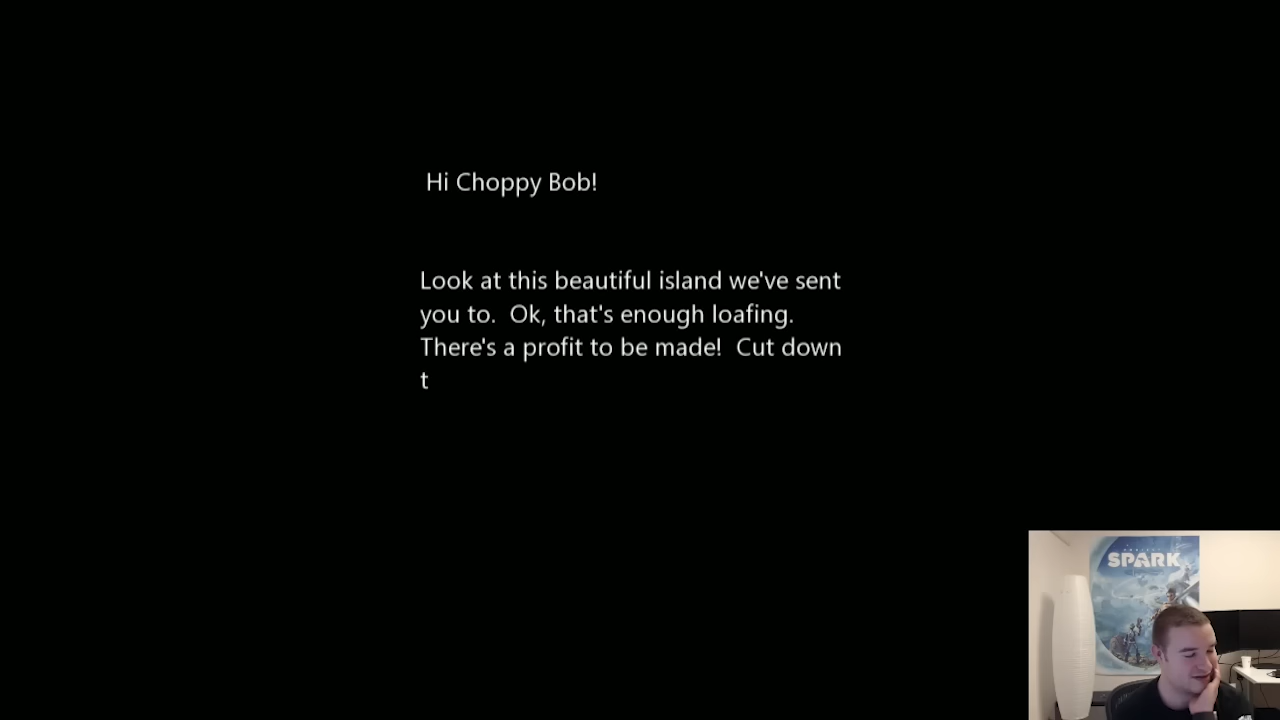 Hi Choppy Bob!
Look at this beautiful island we've sent
you to.  Ok, that's enough loafing.
There's a profit to be made!  Cut down
t
SPARK